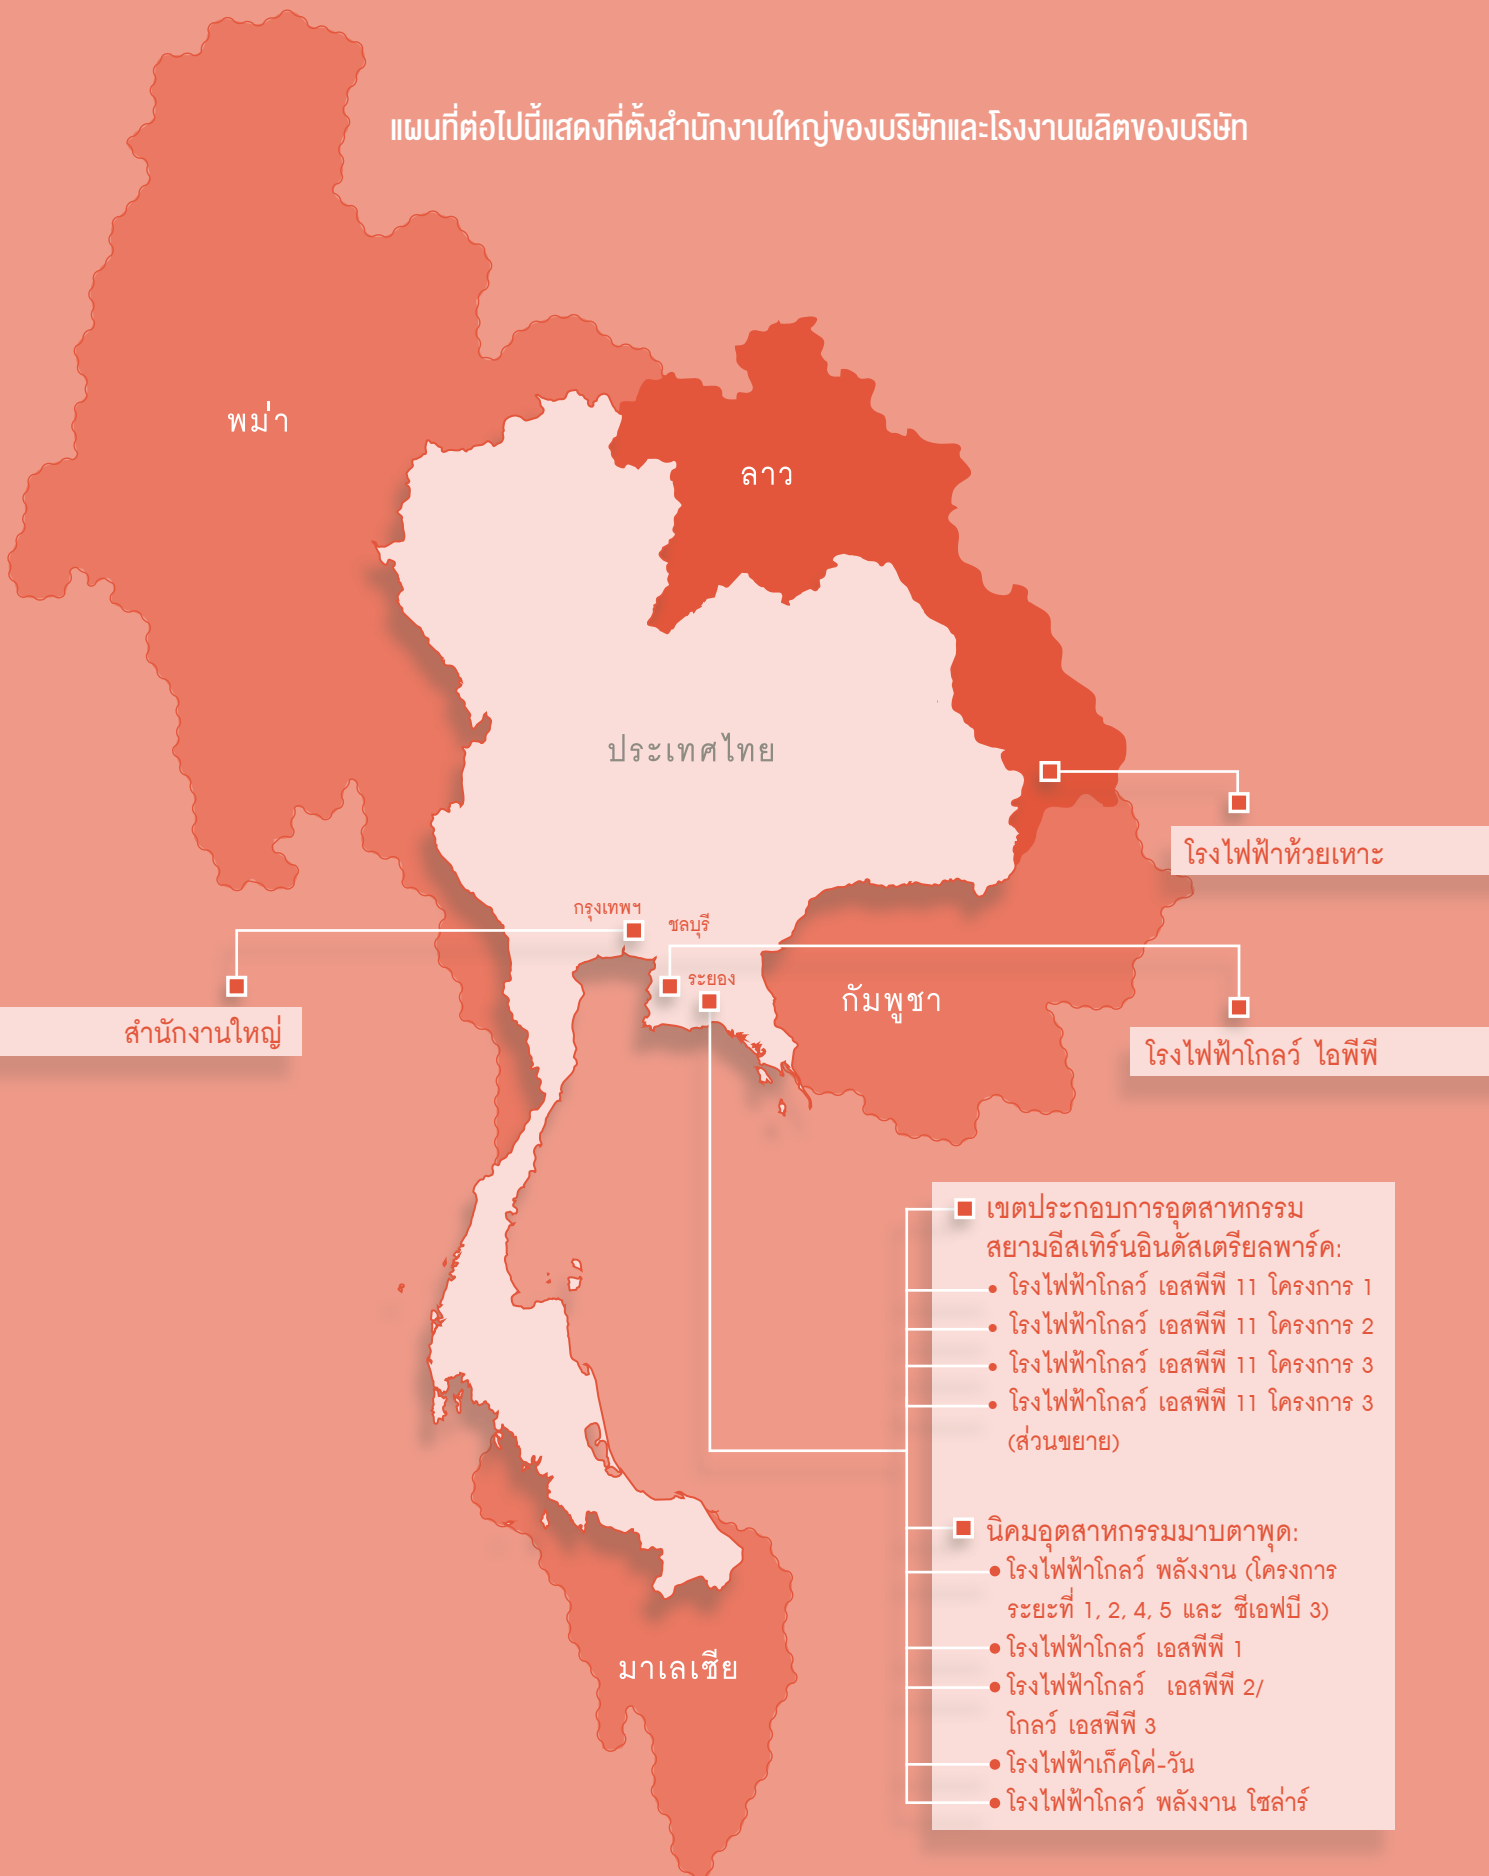 แผนที่ต่อไปนี้แสดงที่ตั้งสำนักงานใหญ่ของบริษัทและโรงงานผลิตของบริษัท
พม่า
ลาว
ประเทศไทย
โรงไฟฟ้าห้วยเหาะ
กรุงเทพฯ
ชลบุรี
ระยอง
กัมพูชา
สำนักงานใหญ่
โรงไฟฟ้าโกลว์ ไอพีพี
เขตประกอบการอุตสาหกรรม
สยามอีสเทิร์นอินดัสเตรียลพาร์ค:
• โรงไฟฟ้าโกลว์ เอสพีพี 11 โครงการ 1
• โรงไฟฟ้าโกลว์ เอสพีพี 11 โครงการ 2
• โรงไฟฟ้าโกลว์ เอสพีพี 11 โครงการ 3
• โรงไฟฟ้าโกลว์ เอสพีพี 11 โครงการ 3
(ส่วนขยาย)
นิคมอุตสาหกรรมมาบตาพุด:
• โรงไฟฟ้าโกลว์ พลังงาน (โครงการ
ระยะที่ 1, 2, 4, 5 และ ซีเอฟบี 3)
• โรงไฟฟ้าโกลว์ เอสพีพี 1
• โรงไฟฟ้าโกลว์ เอสพีพี 2/
โกลว์ เอสพีพี 3
• โรงไฟฟ้าเก็คโค่-วัน
• โรงไฟฟ้าโกลว์ พลังงาน โซล่าร์
มาเลเซีย